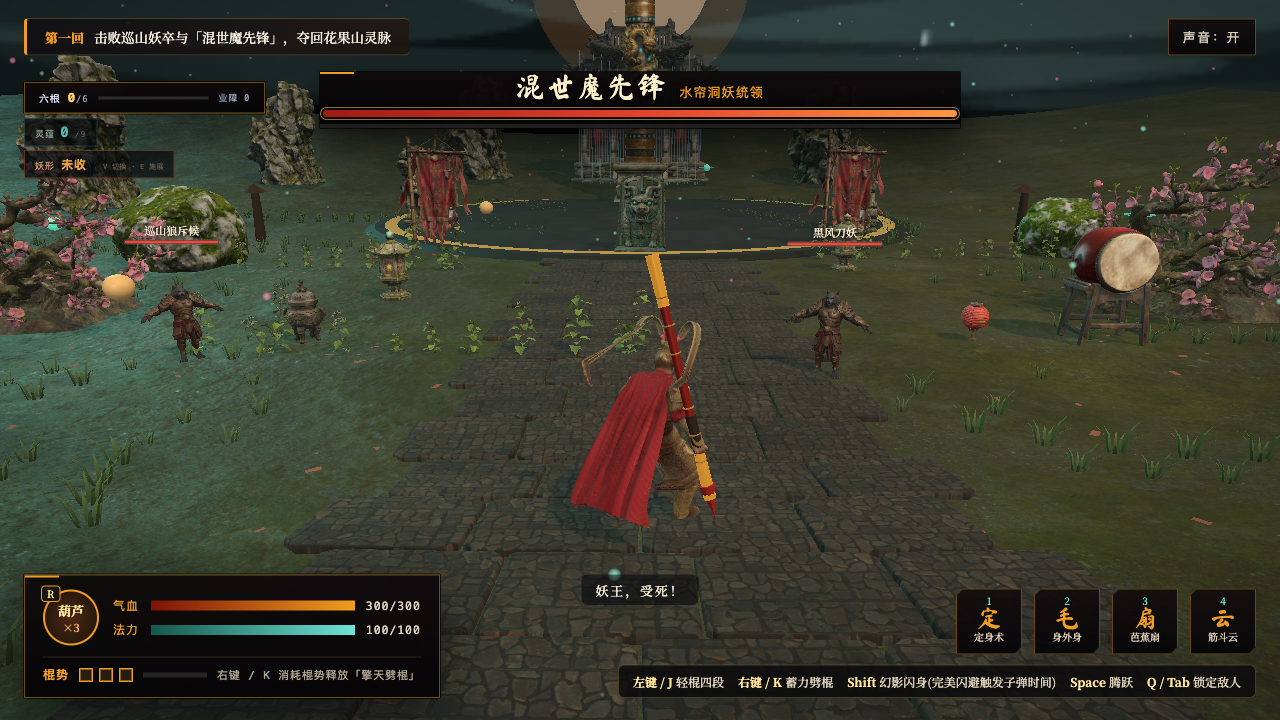 第一回 击败巡山妖卒与「混世魔先锋」，夺回花果山灵脉
声音：开
混世魔先锋 水帘洞妖统领
六根 0/6 业障 0
灵蕴 0 /9
妖形 未收 V 切换 · E 施展
巡山狼斥候
黑风刀妖
妖王，受死！
R
葫芦
×3
气血 300/300
法力 100/100
棍势 右键 / K 消耗棍势释放「擎天劈棍」
1
定
定身术
2
毛
身外身
3
扇
芭蕉扇
4
云
筋斗云
左键 / J 轻棍四段 右键 / K 蓄力劈棍 Shift 幻影闪身(完美闪避触发子弹时间) Space 腾跃 Q / Tab 锁定敌人